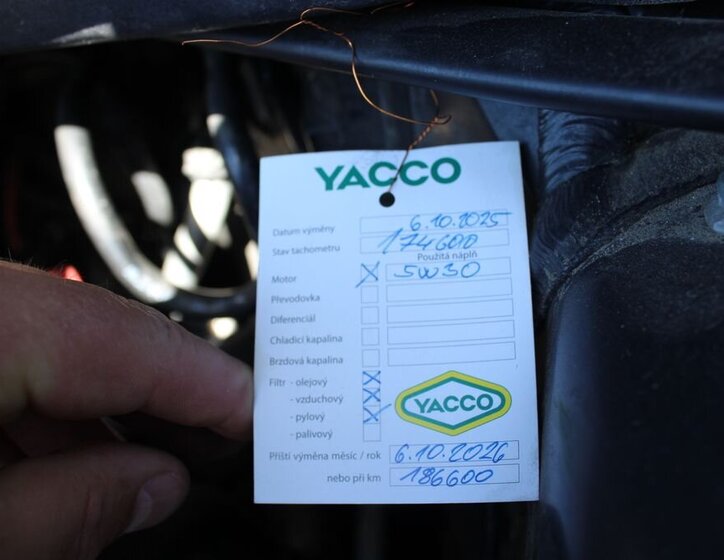 YACCO
Datum výměny 6.10.2025
Stav tachometru 174600
Použitá náplň
Motor X 5W30
Převodovka
Diferenciál
Chladicí kapalina
Brzdová kapalina
Filtr - olejový X
- vzduchový X
- pylový X
- palivový
YACCO
Příští výměna měsíc / rok 6.10.2026
nebo při km 186600